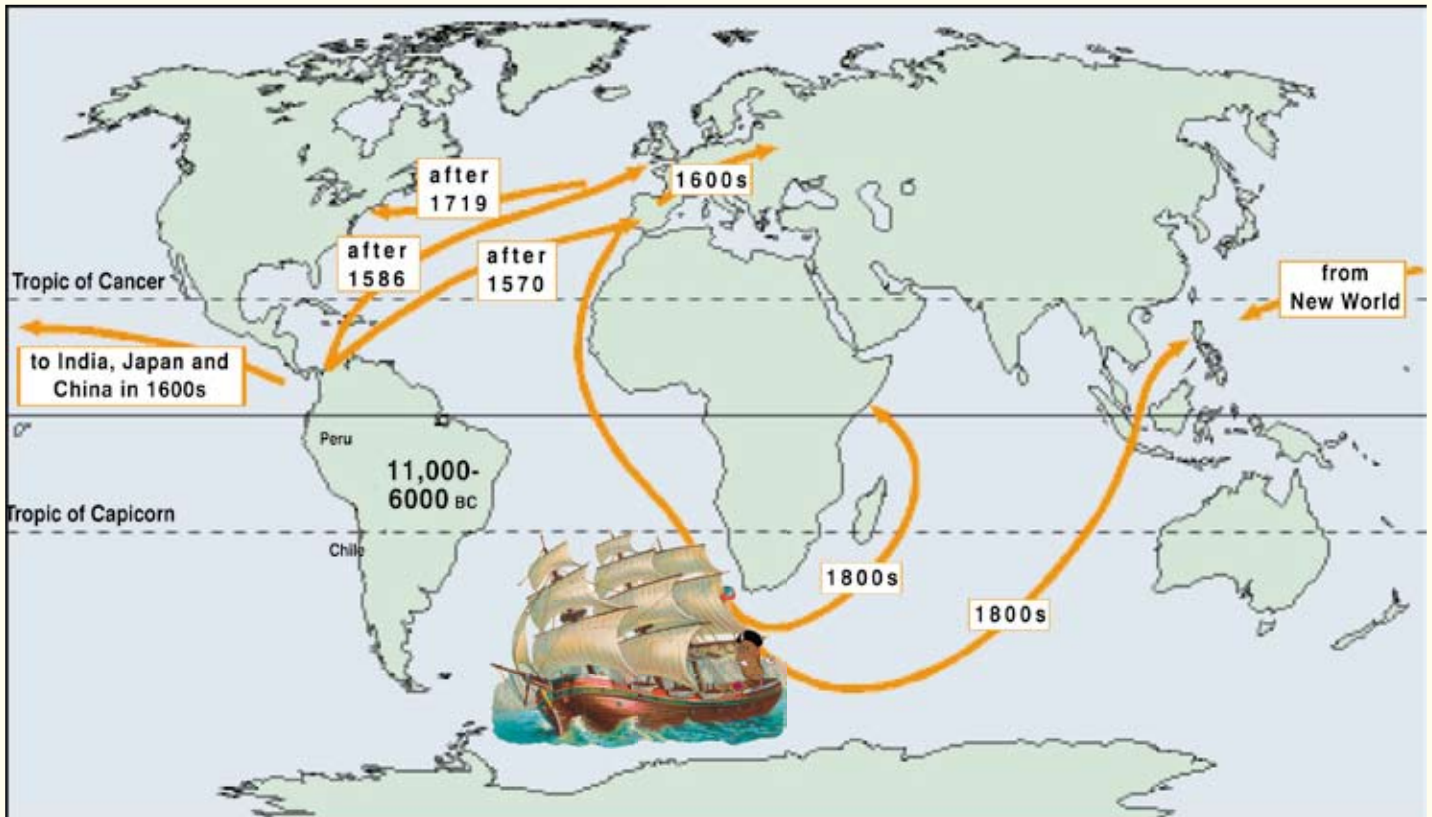 after
1719
1600s
after
1586
after
1570
Tropic of Cancer
from
New World
to India, Japan and
China in 1600s
0°
Peru
11,000-
6000 BC
Tropic of Capicorn
Chile
1800s
1800s